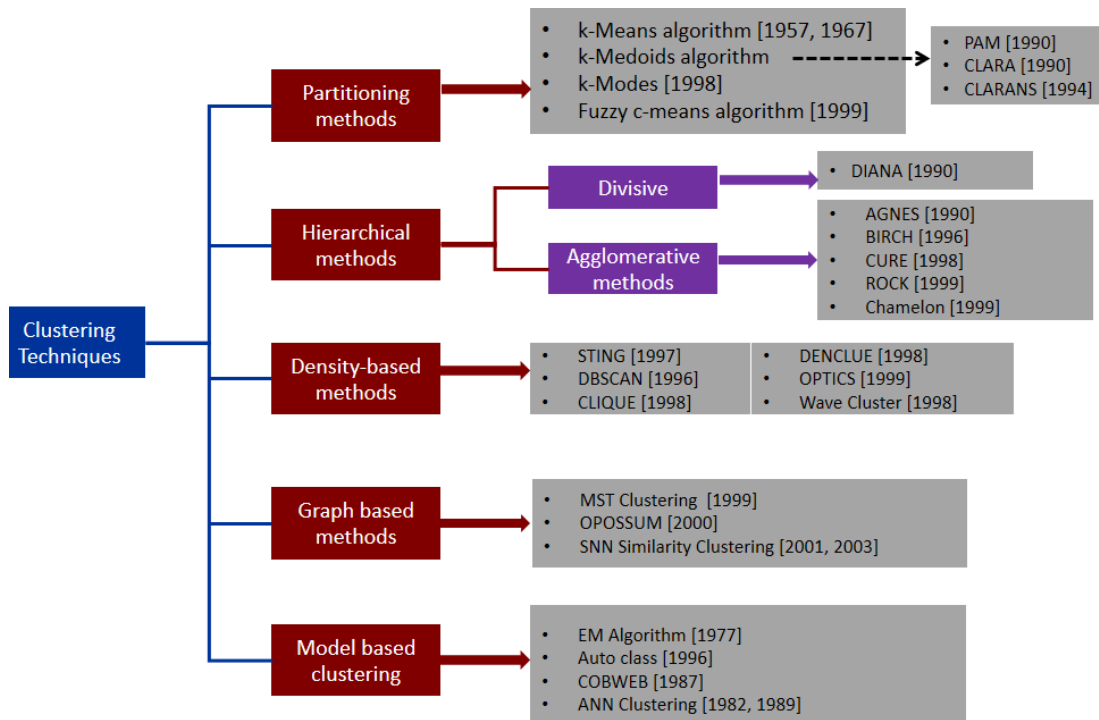 Clustering
Techniques
Partitioning
methods
• k-Means algorithm [1957, 1967]
• k-Medoids algorithm
• k-Modes [1998]
• Fuzzy c-means algorithm [1999]
• PAM [1990]
• CLARA [1990]
• CLARANS [1994]
Hierarchical
methods
Divisive
• DIANA [1990]
Agglomerative
methods
• AGNES [1990]
• BIRCH [1996]
• CURE [1998]
• ROCK [1999]
• Chamelon [1999]
Density-based
methods
• STING [1997]
• DBSCAN [1996]
• CLIQUE [1998]
• DENCLUE [1998]
• OPTICS [1999]
• Wave Cluster [1998]
Graph based
methods
• MST Clustering [1999]
• OPOSSUM [2000]
• SNN Similarity Clustering [2001, 2003]
Model based
clustering
• EM Algorithm [1977]
• Auto class [1996]
• COBWEB [1987]
• ANN Clustering [1982, 1989]